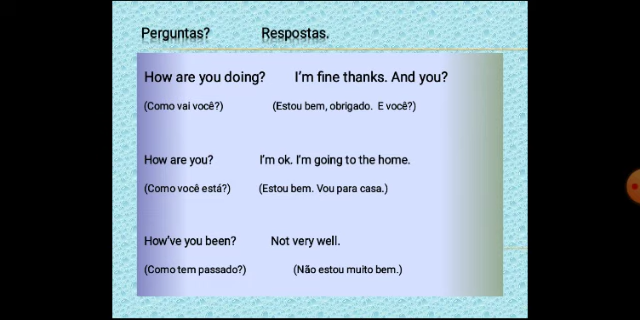 Perguntas? Respostas.
How are you doing? I'm fine thanks. And you?
(Como vai você?) (Estou bem, obrigado. E você?)
How are you? I'm ok. I'm going to the home.
(Como você está?) (Estou bem. Vou para casa.)
How've you been? Not very well.
(Como tem passado?) (Não estou muito bem.)